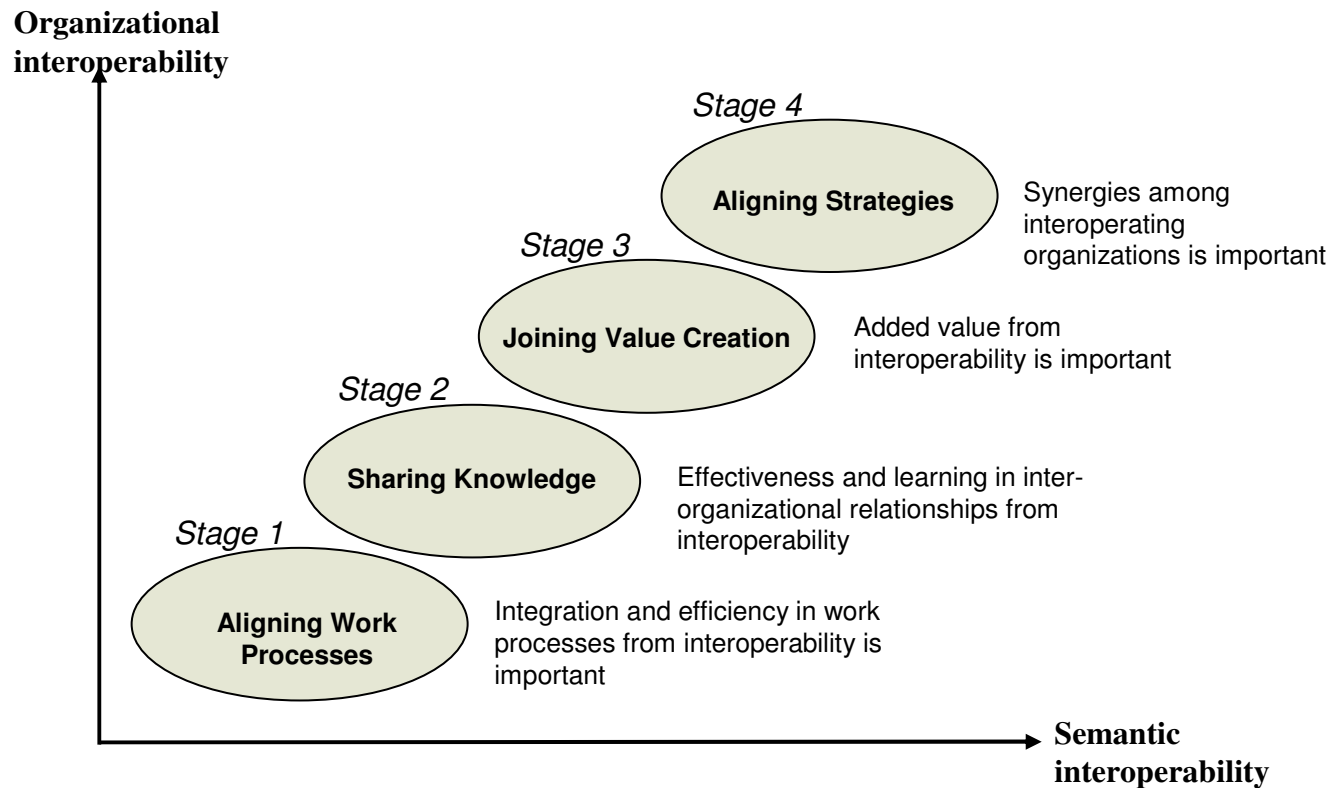 Organizational
interoperability
Stage 4
Aligning Strategies
Synergies among
interoperating
organizations is important
Stage 3
Joining Value Creation
Added value from
interoperability is important
Stage 2
Sharing Knowledge
Effectiveness and learning in inter-
organizational relationships from
interoperability
Stage 1
Aligning Work
Processes
Integration and efficiency in work
processes from interoperability is
important
Semantic
interoperability